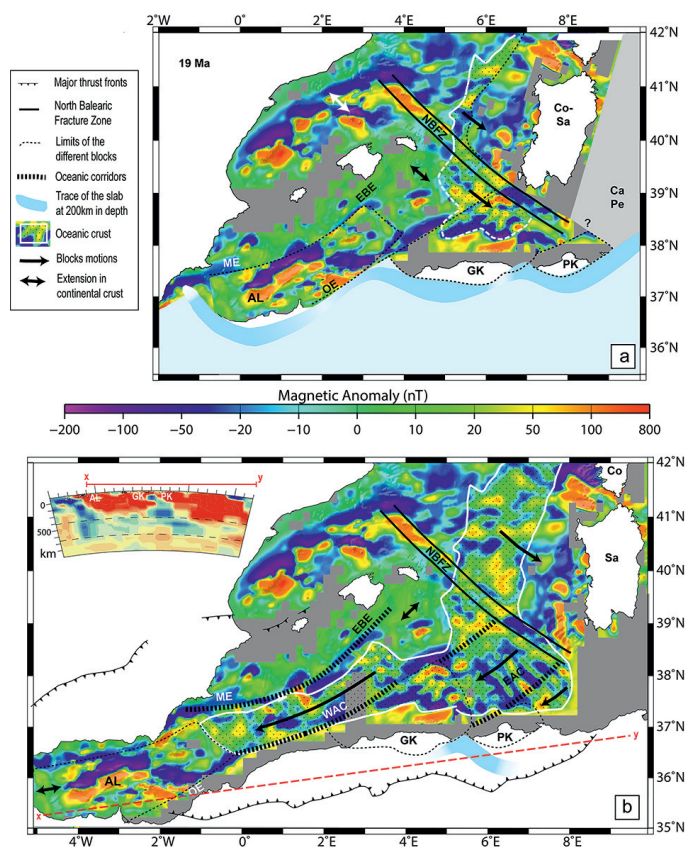 2°W 0° 2°E 4°E 6°E 8°E
42°N
41°N
40°N
39°N
38°N
37°N
36°N
19 Ma
NBFZ
Co-
Sa
Ca
Pe
?
EBE
ME
AL
OE
GK
PK
a
Major thrust fronts
North Balearic
Fracture Zone
Limits of the
different blocks
Oceanic corridors
Trace of the slab
at 200km in depth
Oceanic crust
Blocks motions
Extension in
continental crust
Magnetic Anomaly (nT)
−200 −100 −50 −20 −10 0 10 20 50 100 800
42°N
41°N
40°N
39°N
38°N
37°N
36°N
35°N
x y
AL GK PK
0
500
km
Co
Sa
NBFZ
EBE
ME
WAC
EAC
GK
PK
AL
OE
x
y
b
4°W 2°W 0° 2°E 4°E 6°E 8°E